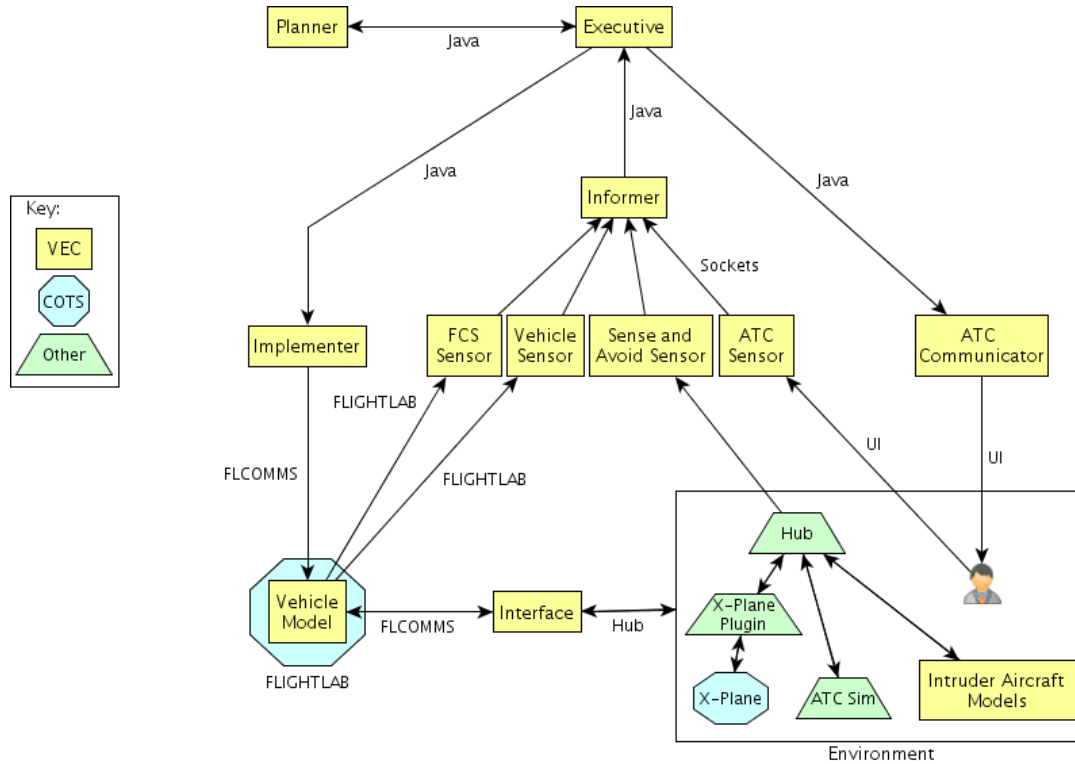 Planner
Executive
Java
Java
Java
Java
Informer
Key:
VEC
COTS
Other
Sockets
Implementer
FCS
Sensor
Vehicle
Sensor
Sense and
Avoid Sensor
ATC
Sensor
ATC
Communicator
FLIGHTLAB
FLCOMMS
FLIGHTLAB
UI
UI
Hub
Vehicle
Model
FLCOMMS
Interface
Hub
X-Plane
Plugin
FLIGHTLAB
X-Plane
ATC Sim
Intruder Aircraft
Models
Environment